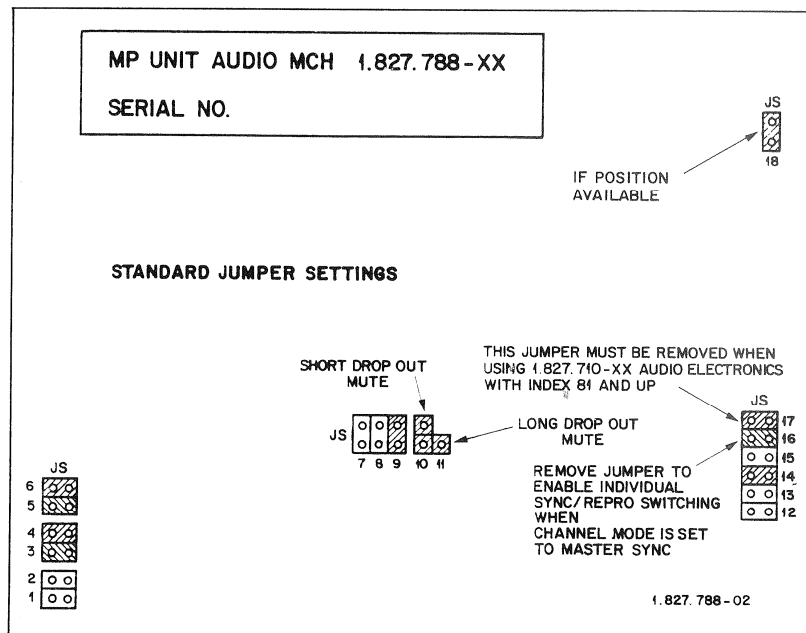 MP UNIT AUDIO MCH 1.827.788-XX
SERIAL NO.
JS
18
IF POSITION
AVAILABLE
STANDARD JUMPER SETTINGS
SHORT DROP OUT
MUTE
THIS JUMPER MUST BE REMOVED WHEN
USING 1.827.710-XX AUDIO ELECTRONICS
WITH INDEX 81 AND UP
JS
7 8 9 10 11
LONG DROP OUT
MUTE
JS
17
16
15
14
13
12
REMOVE JUMPER TO
ENABLE INDIVIDUAL
SYNC/REPRO SWITCHING
WHEN
CHANNEL MODE IS SET
TO MASTER SYNC
JS
6
5
4
3
2
1
1.827.788-02